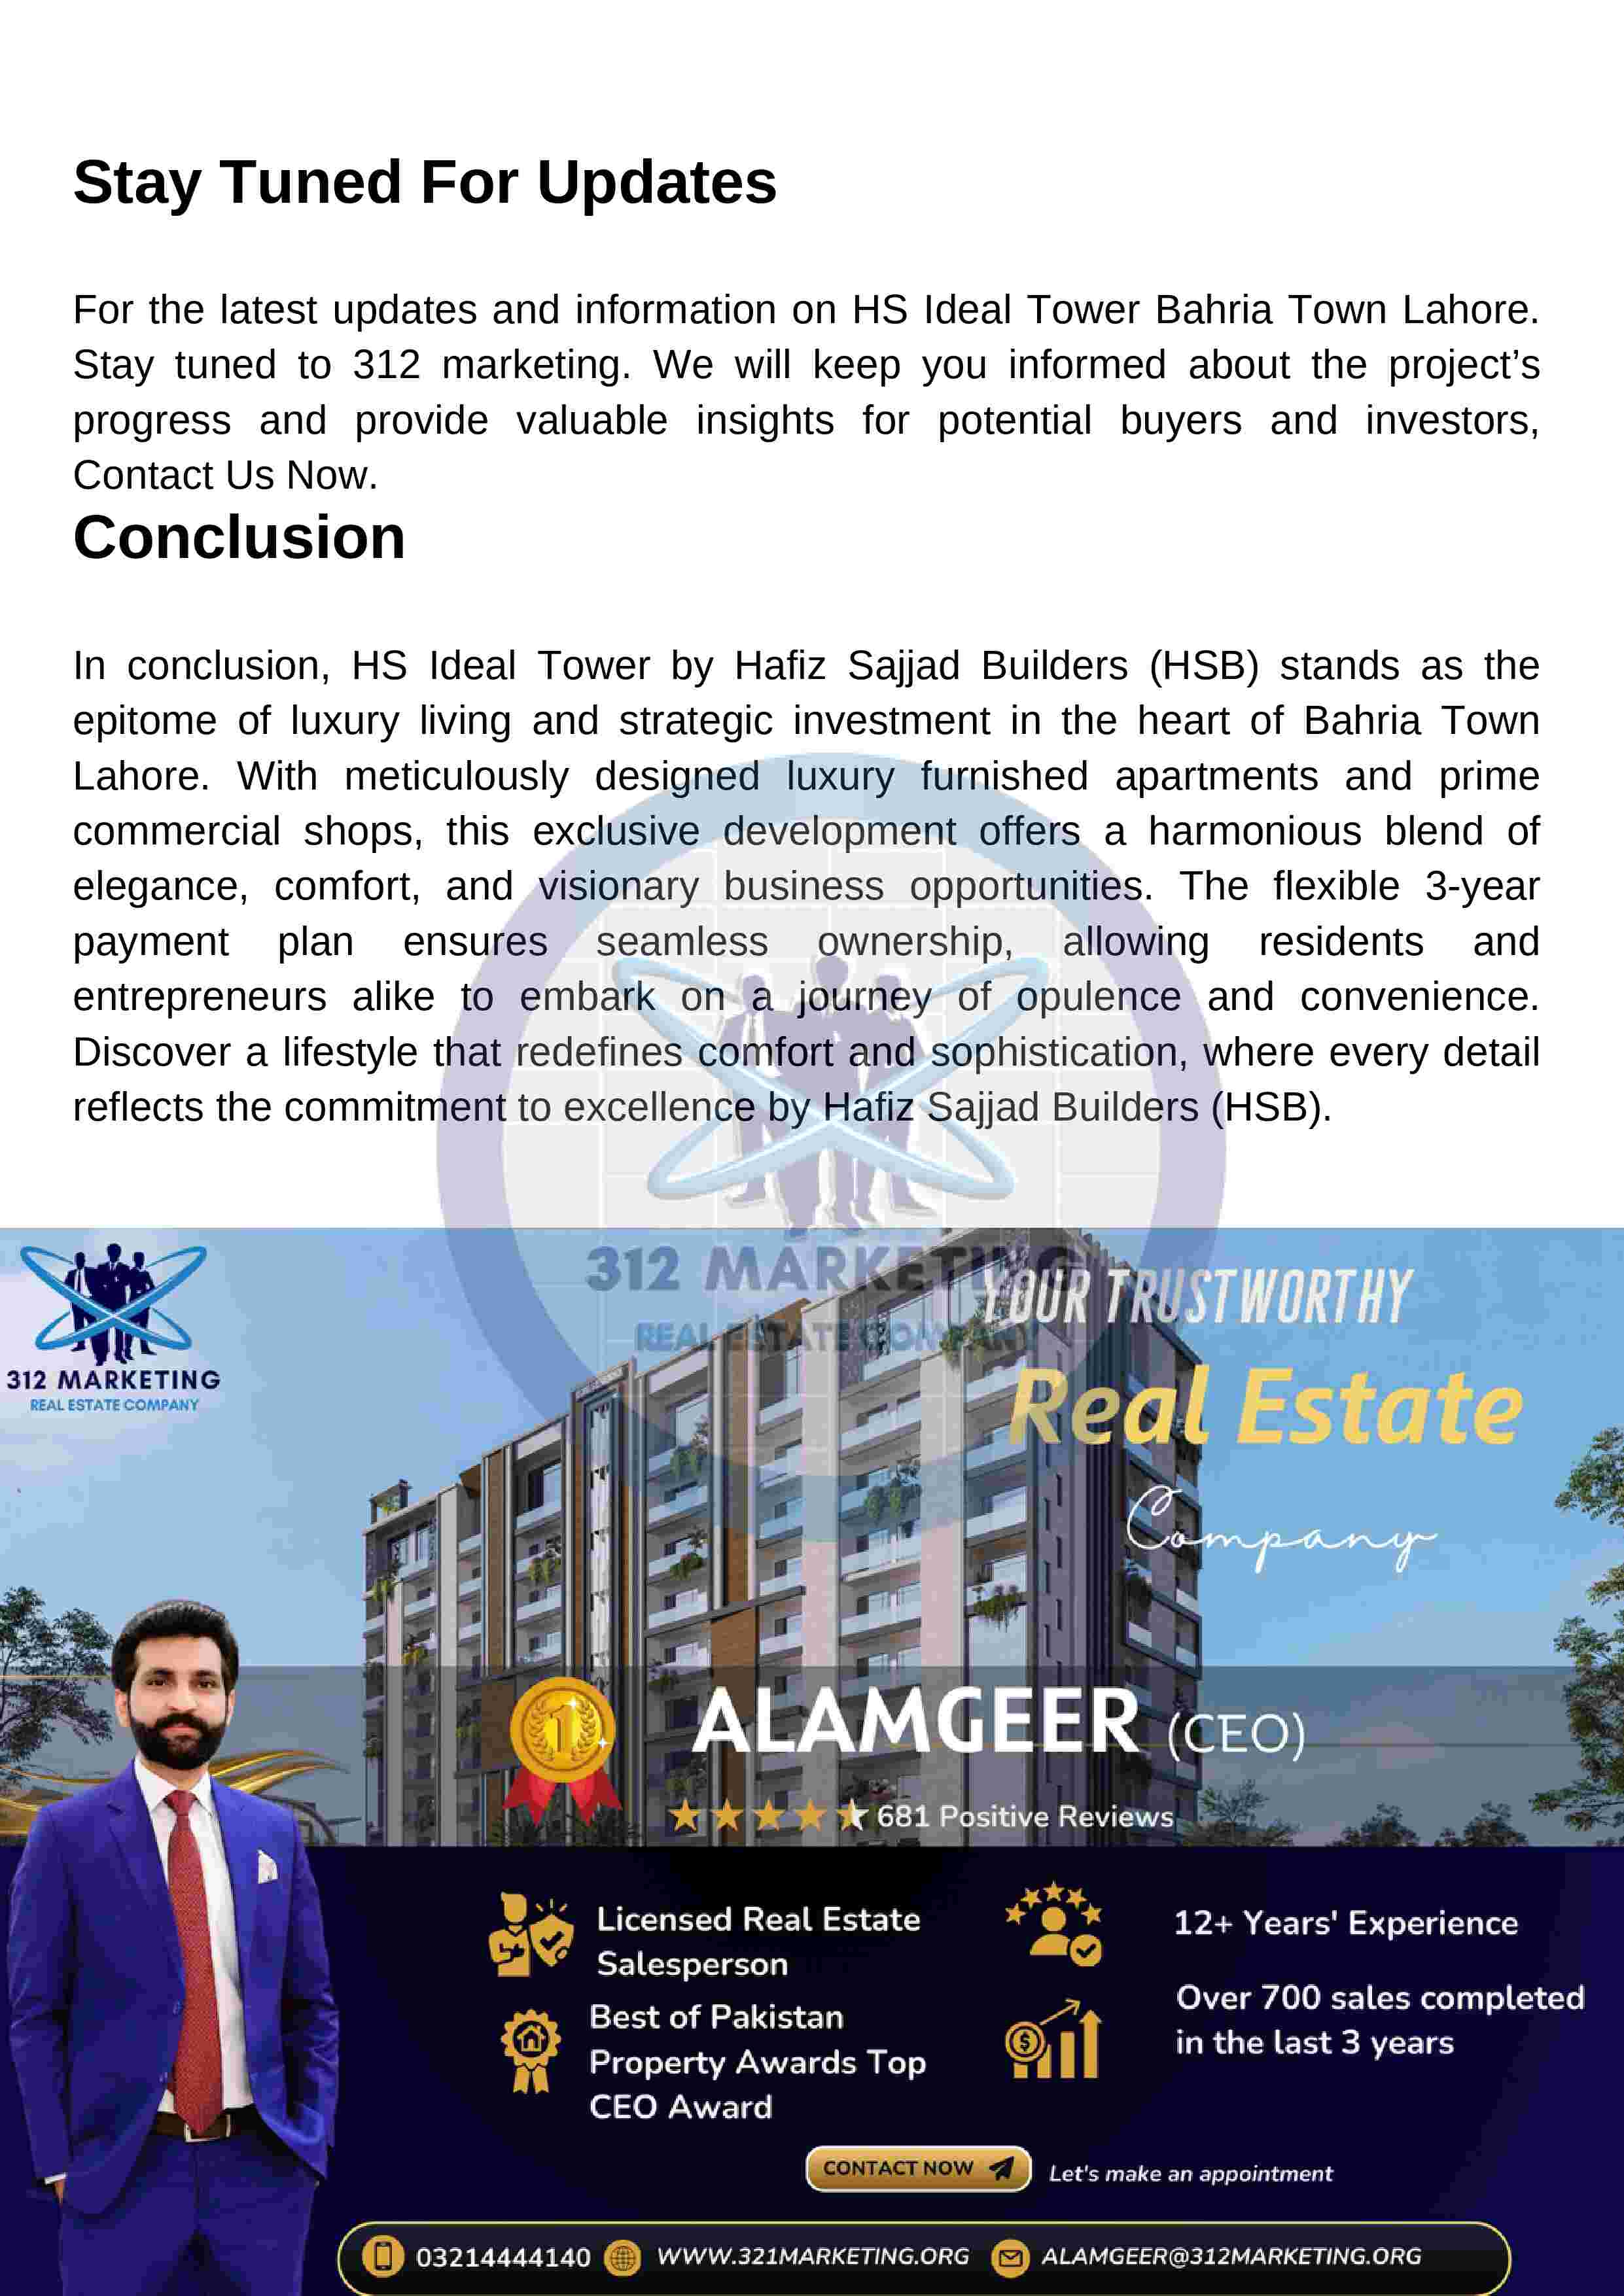 Stay Tuned For Updates
For the latest updates and information on HS Ideal Tower Bahria Town Lahore.
Stay tuned to 312 marketing. We will keep you informed about the project’s
progress and provide valuable insights for potential buyers and investors,
Contact Us Now.
Conclusion
In conclusion, HS Ideal Tower by Hafiz Sajjad Builders (HSB) stands as the
epitome of luxury living and strategic investment in the heart of Bahria Town
Lahore. With meticulously designed luxury furnished apartments and prime
commercial shops, this exclusive development offers a harmonious blend of
elegance, comfort, and visionary business opportunities. The flexible 3-year
payment plan ensures seamless ownership, allowing residents and
entrepreneurs alike to embark on a journey of opulence and convenience.
Discover a lifestyle that redefines comfort and sophistication, where every detail
reflects the commitment to excellence by Hafiz Sajjad Builders (HSB).
312 MARKETING
REAL ESTATE COMPANY
312 MARKETING
REAL ESTATE COMPANY
YOUR TRUSTWORTHY
Real Estate
Company
1
ALAMGEER (CEO)
681 Positive Reviews
Licensed Real Estate
Salesperson
12+ Years' Experience
Best of Pakistan
Property Awards Top
CEO Award
Over 700 sales completed
in the last 3 years
CONTACT NOW
Let's make an appointment
03214444140
WWW.321MARKETING.ORG
ALAMGEER@312MARKETING.ORG